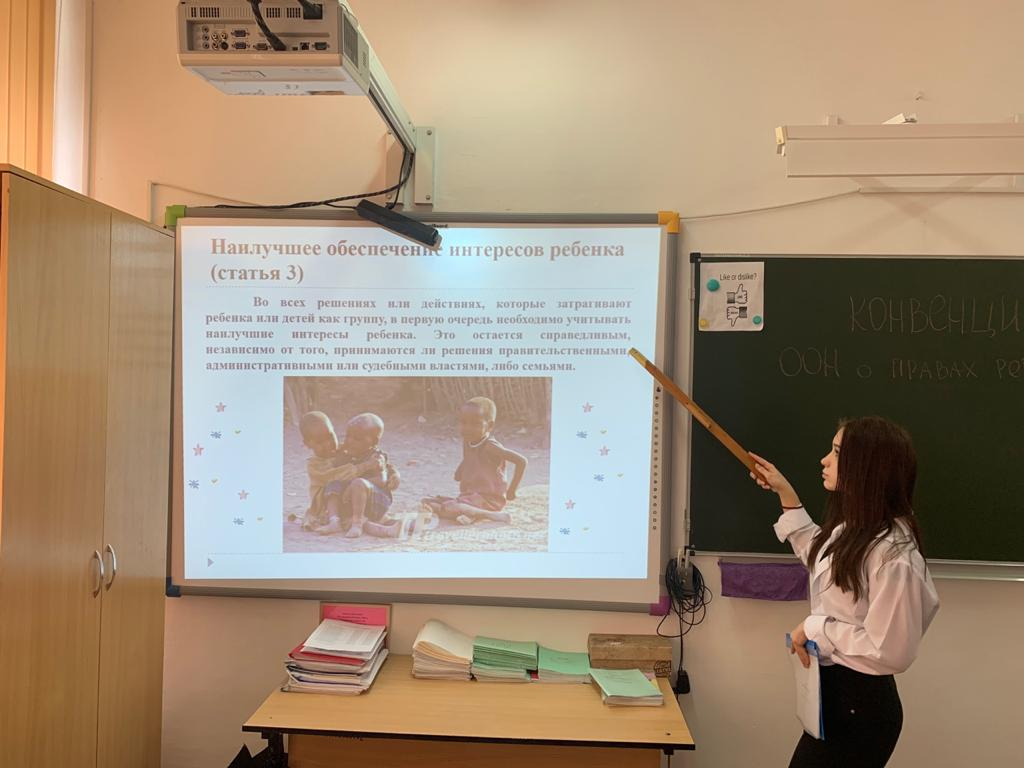 Наилучшее обеспечение интересов ребенка
(статья 3)
Во всех решениях или действиях, которые затрагивают
ребенка или детей как группу, в первую очередь необходимо учитывать
наилучшие интересы ребенка. Это остается справедливым,
независимо от того, принимаются ли решения правительственными,
административными или судебными властями, либо семьями.
Like or dislike?
КОНВЕНЦИ
ООН о ПРАВАХ РЕ